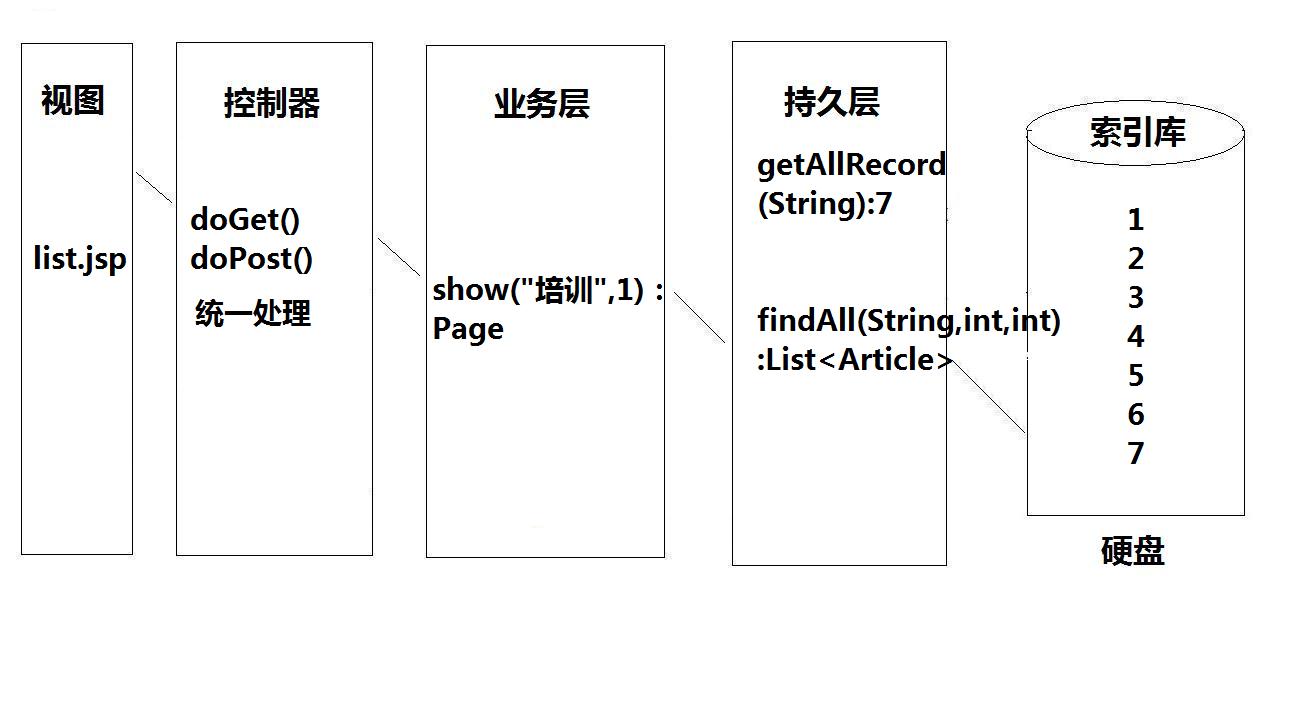 视图
list.jsp
控制器
doGet()
doPost()
统一处理
业务层
show("培训",1) :
Page
持久层
getAllRecord
(String):7
findAll(String,int,int)
:List<Article>
索引库
1
2
3
4
5
6
7
硬盘